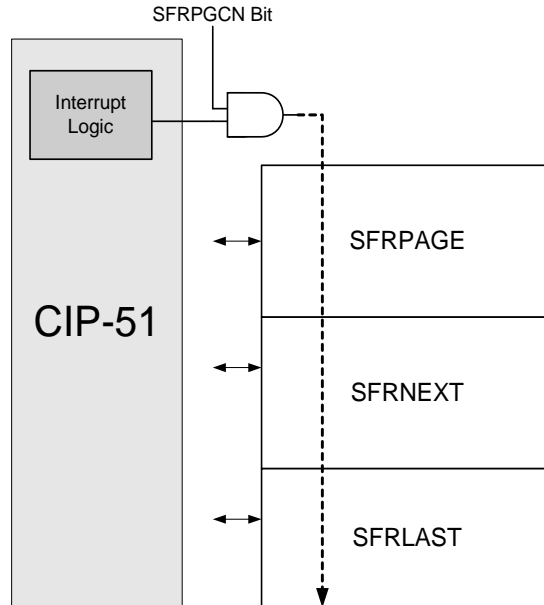 SFRPGCN Bit
Interrupt
Logic
SFRPAGE
CIP-51
SFRNEXT
SFRLAST